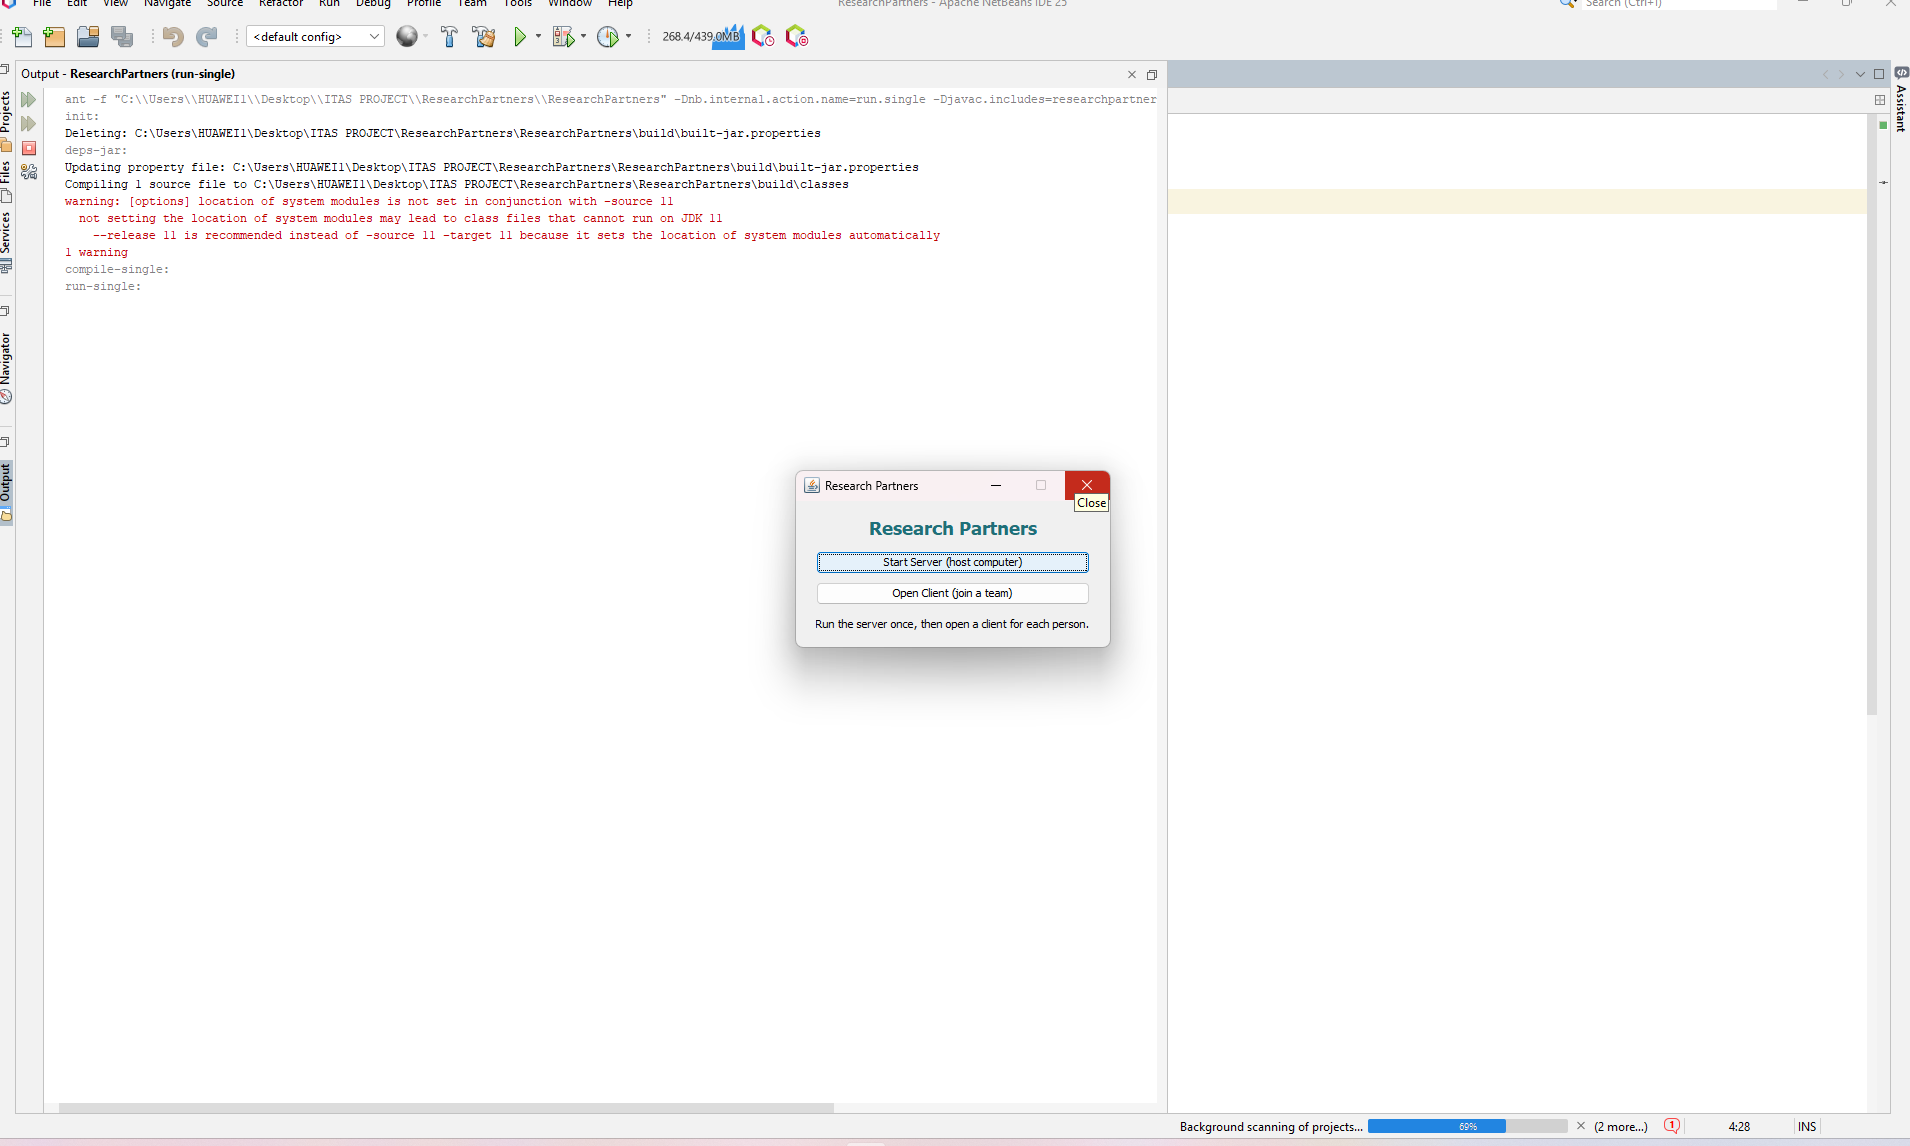 File Edit View Navigate Source Refactor Run Debug Profile Team Tools Window Help
ResearchPartners - Apache NetBeans IDE 25
Search (Ctrl+I)
<default config>
268.4/439.0MB
Output - ResearchPartners (run-single)
ant -f "C:\\Users\\HUAWEI1\\Desktop\\ITAS PROJECT\\ResearchPartners\\ResearchPartners" -Dnb.internal.action.name=run.single -Djavac.includes=researchpartner
init:
Deleting: C:\Users\HUAWEI1\Desktop\ITAS PROJECT\ResearchPartners\ResearchPartners\build\built-jar.properties
deps-jar:
Updating property file: C:\Users\HUAWEI1\Desktop\ITAS PROJECT\ResearchPartners\ResearchPartners\build\built-jar.properties
Compiling 1 source file to C:\Users\HUAWEI1\Desktop\ITAS PROJECT\ResearchPartners\ResearchPartners\build\classes
warning: [options] location of system modules is not set in conjunction with -source 11
not setting the location of system modules may lead to class files that cannot run on JDK 11
--release 11 is recommended instead of -source 11 -target 11 because it sets the location of system modules automatically
1 warning
compile-single:
run-single:
Projects
Files
Services
Navigator
Output
Assistant
Research Partners
Close
Research Partners
Start Server (host computer)
Open Client (join a team)
Run the server once, then open a client for each person.
Background scanning of projects...
69%
(2 more...)
1
4:28
INS